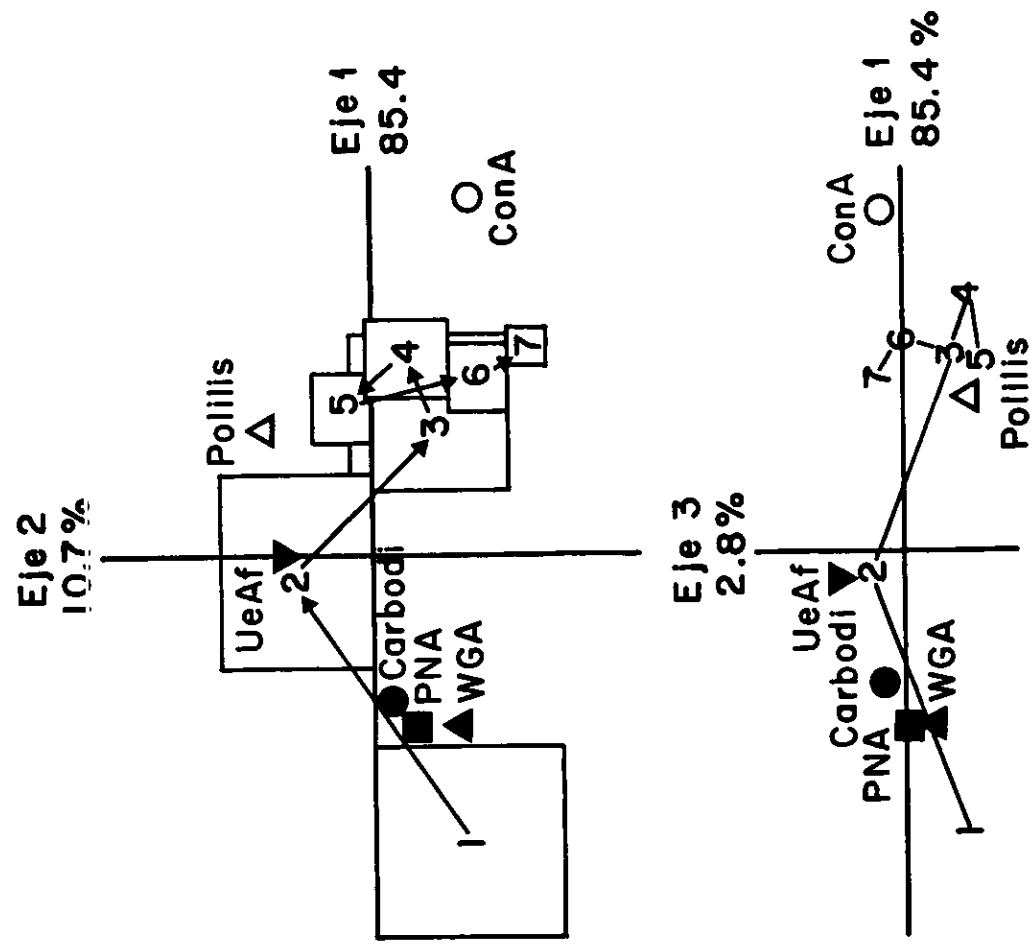 Eje 2
10.7%
Polilis
UeAf
Eje 1
85.4
2
5
4
3
6
7
Carbodi
PNA
WGA
ConA
1
Eje 3
2.8%
UeAf
Carbodi
PNA
2
ConA
Eje 1
85.4%
7
6
3
4
5
WGA
Polilis
1